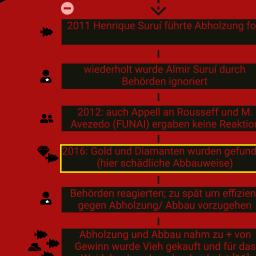 2011 Henrique Suruí führte Abholzung fo
wiederholt wurde Almir Suruí durch
Behörden ignoriert
2012: auch Appell an Rousseff und M.
Avezedo (FUNAI) ergaben keine Reaktion
2016: Gold und Diamanten wurden gefund
(hier schädliche Abbauweise)
Behörden reagierten; zu spät um effizien
gegen Abholzung/ Abbau vorzugehen
Abholzung und Abbau nahm zu + von
Gewinn wurde Vieh gekauft und für das